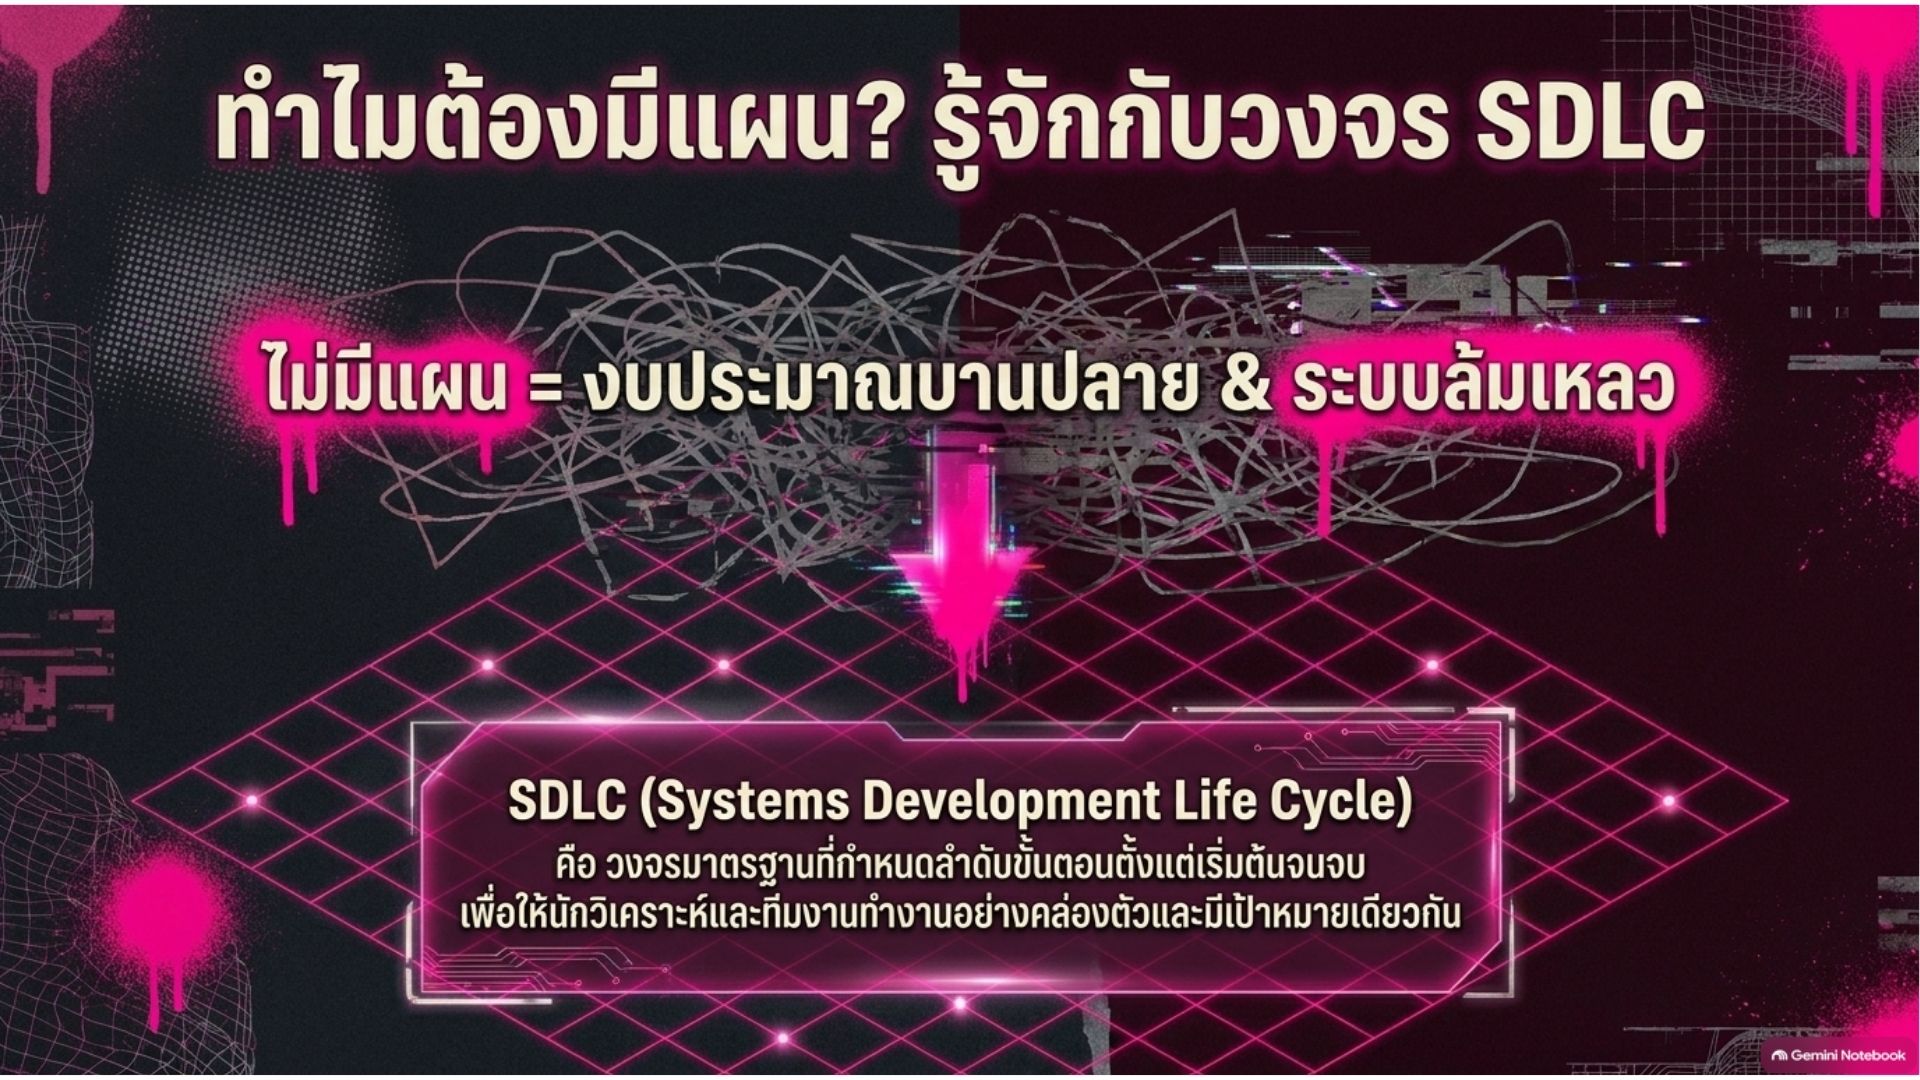 ทำไมต้องมีแผน? รู้จักกับวงจร SDLC
ไม่มีแผน = งบประมาณบานปลาย & ระบบล้มเหลว
SDLC (Systems Development Life Cycle)
คือ วงจรมาตรฐานที่กำหนดลำดับขั้นตอนตั้งแต่เริ่มต้นจนจบ
เพื่อให้นักวิเคราะห์และทีมงานทำงานอย่างคล่องตัวและมีเป้าหมายเดียวกัน
Gemini Notebook